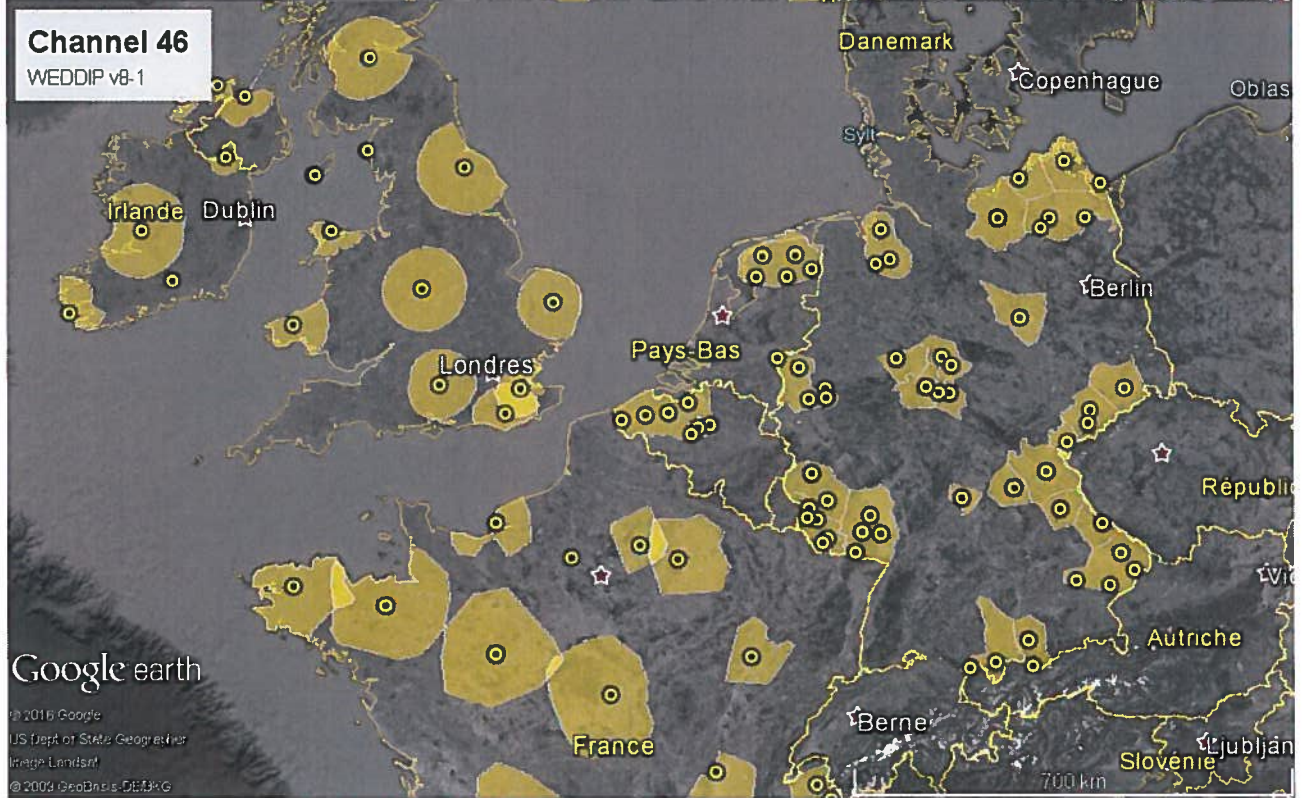 Channel 46
WEDDIP v8-1
Danemark
Copenhague
Oblas
Sylt
Irlande
Dublin
Berlin
Pays-Bas
Londres
Républi
Autriche
Google earth
© 2016 Google
US Dept of State Geographer
Image Landsat
© 2009 GeoBasis-DE/BKG
Berne
France
Slovénie
Ljubljan
700 km